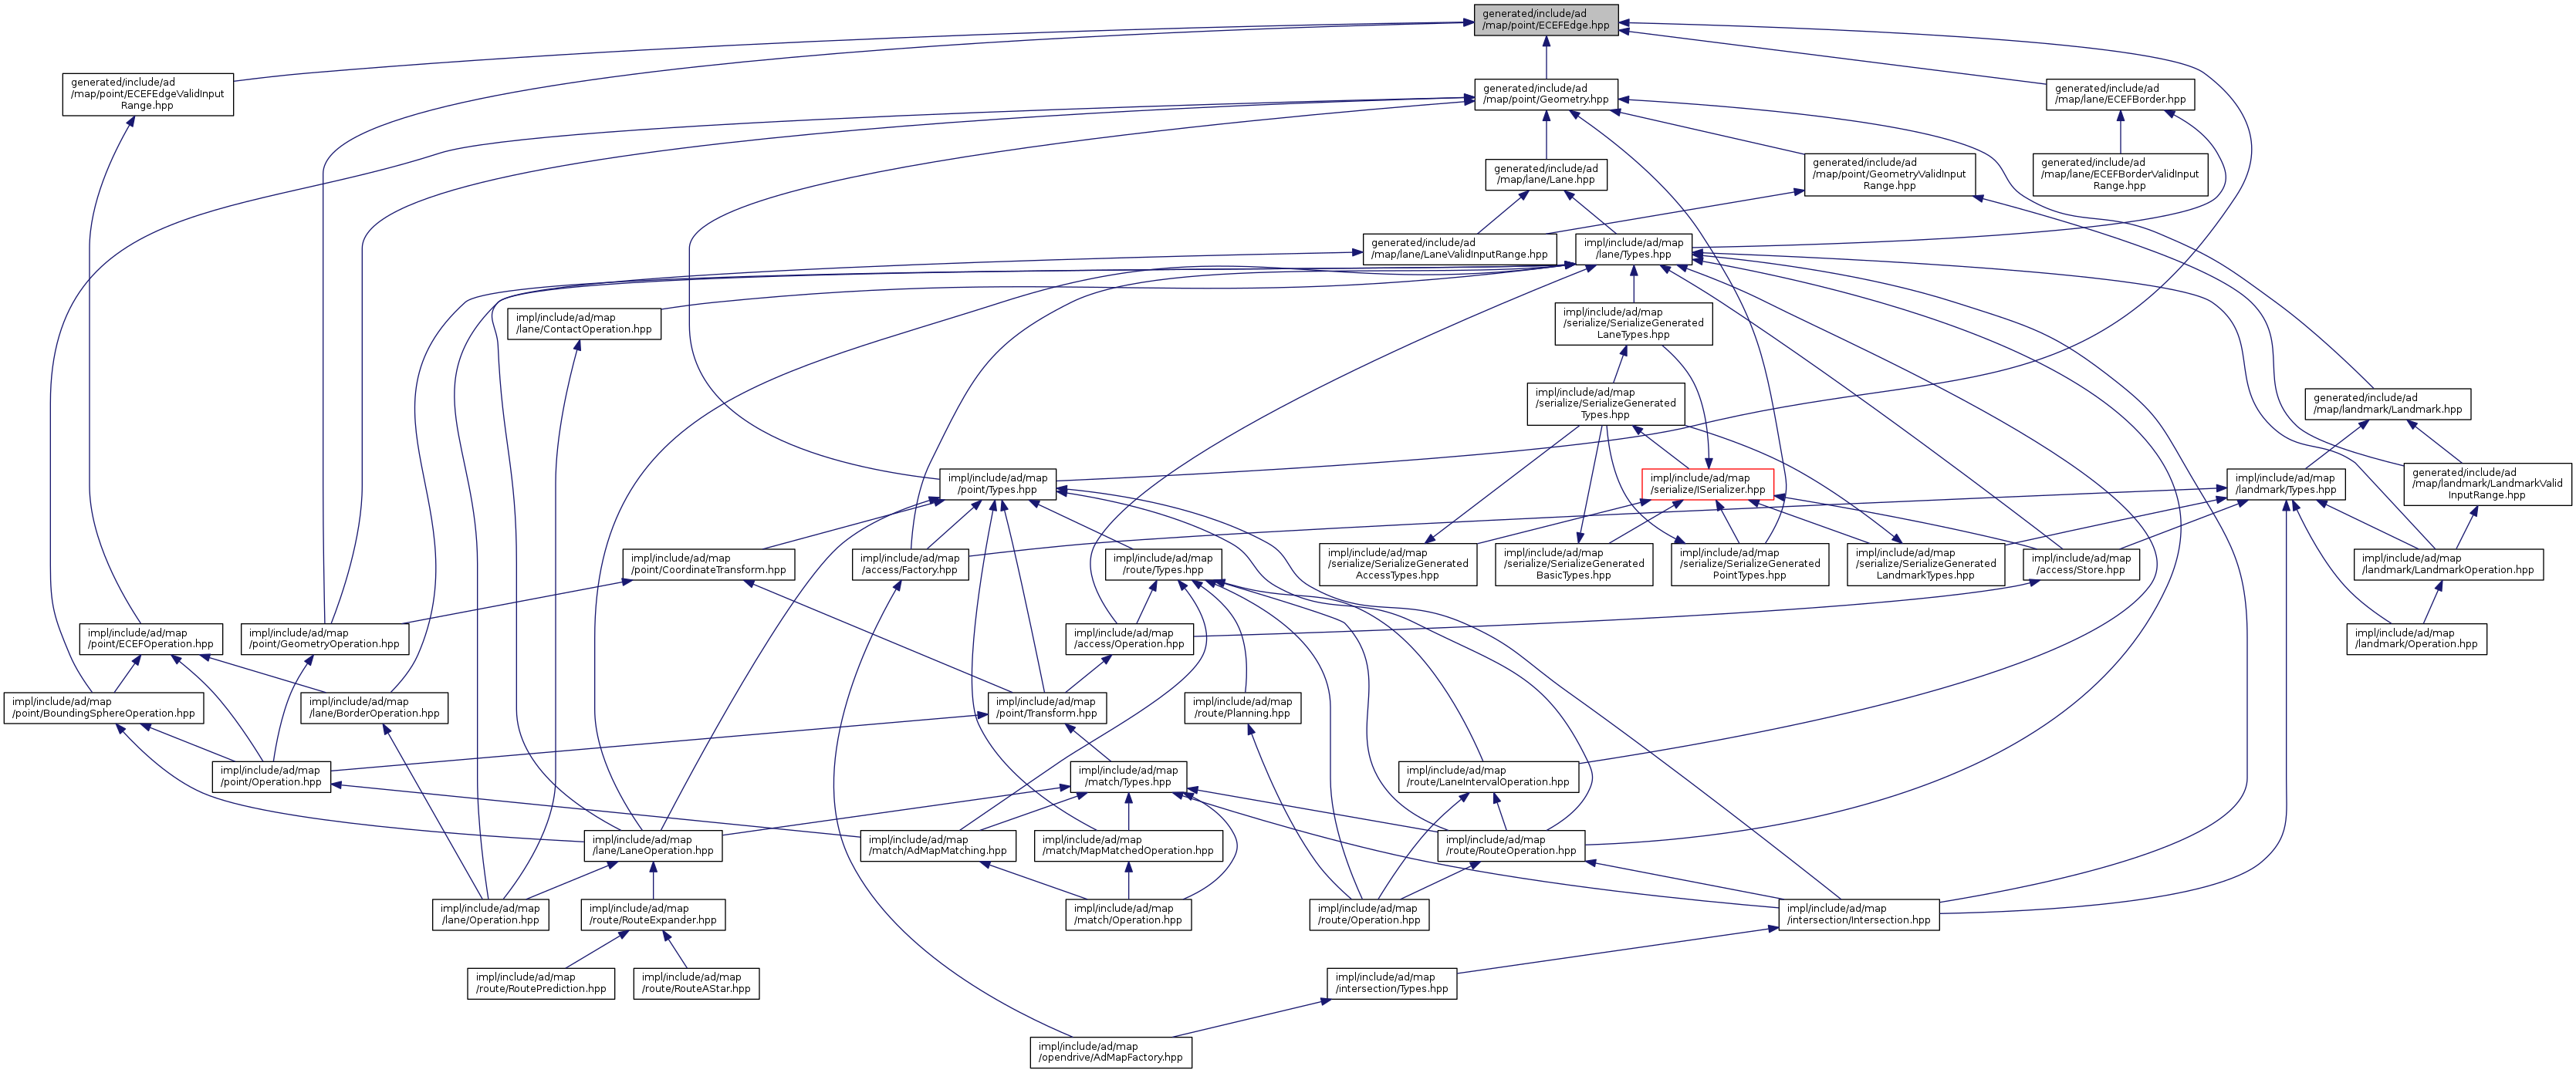 generated/include/ad
/map/point/ECEFEdge.hpp
generated/include/ad
/map/point/ECEFEdgeValidInput
Range.hpp
generated/include/ad
/map/point/Geometry.hpp
generated/include/ad
/map/lane/ECEFBorder.hpp
generated/include/ad
/map/lane/Lane.hpp
generated/include/ad
/map/point/GeometryValidInput
Range.hpp
generated/include/ad
/map/lane/ECEFBorderValidInput
Range.hpp
generated/include/ad
/map/lane/LaneValidInputRange.hpp
impl/include/ad/map
/lane/Types.hpp
impl/include/ad/map
/lane/ContactOperation.hpp
impl/include/ad/map
/serialize/SerializeGenerated
LaneTypes.hpp
impl/include/ad/map
/serialize/SerializeGenerated
Types.hpp
generated/include/ad
/map/landmark/Landmark.hpp
impl/include/ad/map
/point/Types.hpp
impl/include/ad/map
/serialize/ISerializer.hpp
impl/include/ad/map
/landmark/Types.hpp
generated/include/ad
/map/landmark/LandmarkValid
InputRange.hpp
impl/include/ad/map
/point/CoordinateTransform.hpp
impl/include/ad/map
/access/Factory.hpp
impl/include/ad/map
/route/Types.hpp
impl/include/ad/map
/serialize/SerializeGenerated
AccessTypes.hpp
impl/include/ad/map
/serialize/SerializeGenerated
BasicTypes.hpp
impl/include/ad/map
/serialize/SerializeGenerated
PointTypes.hpp
impl/include/ad/map
/serialize/SerializeGenerated
LandmarkTypes.hpp
impl/include/ad/map
/access/Store.hpp
impl/include/ad/map
/landmark/LandmarkOperation.hpp
impl/include/ad/map
/point/ECEFOperation.hpp
impl/include/ad/map
/point/GeometryOperation.hpp
impl/include/ad/map
/access/Operation.hpp
impl/include/ad/map
/landmark/Operation.hpp
impl/include/ad/map
/point/BoundingSphereOperation.hpp
impl/include/ad/map
/lane/BorderOperation.hpp
impl/include/ad/map
/point/Transform.hpp
impl/include/ad/map
/route/Planning.hpp
impl/include/ad/map
/point/Operation.hpp
impl/include/ad/map
/match/Types.hpp
impl/include/ad/map
/route/LaneIntervalOperation.hpp
impl/include/ad/map
/lane/LaneOperation.hpp
impl/include/ad/map
/match/AdMapMatching.hpp
impl/include/ad/map
/match/MapMatchedOperation.hpp
impl/include/ad/map
/route/RouteOperation.hpp
impl/include/ad/map
/lane/Operation.hpp
impl/include/ad/map
/route/RouteExpander.hpp
impl/include/ad/map
/match/Operation.hpp
impl/include/ad/map
/route/Operation.hpp
impl/include/ad/map
/intersection/Intersection.hpp
impl/include/ad/map
/route/RoutePrediction.hpp
impl/include/ad/map
/route/RouteAStar.hpp
impl/include/ad/map
/intersection/Types.hpp
impl/include/ad/map
/opendrive/AdMapFactory.hpp